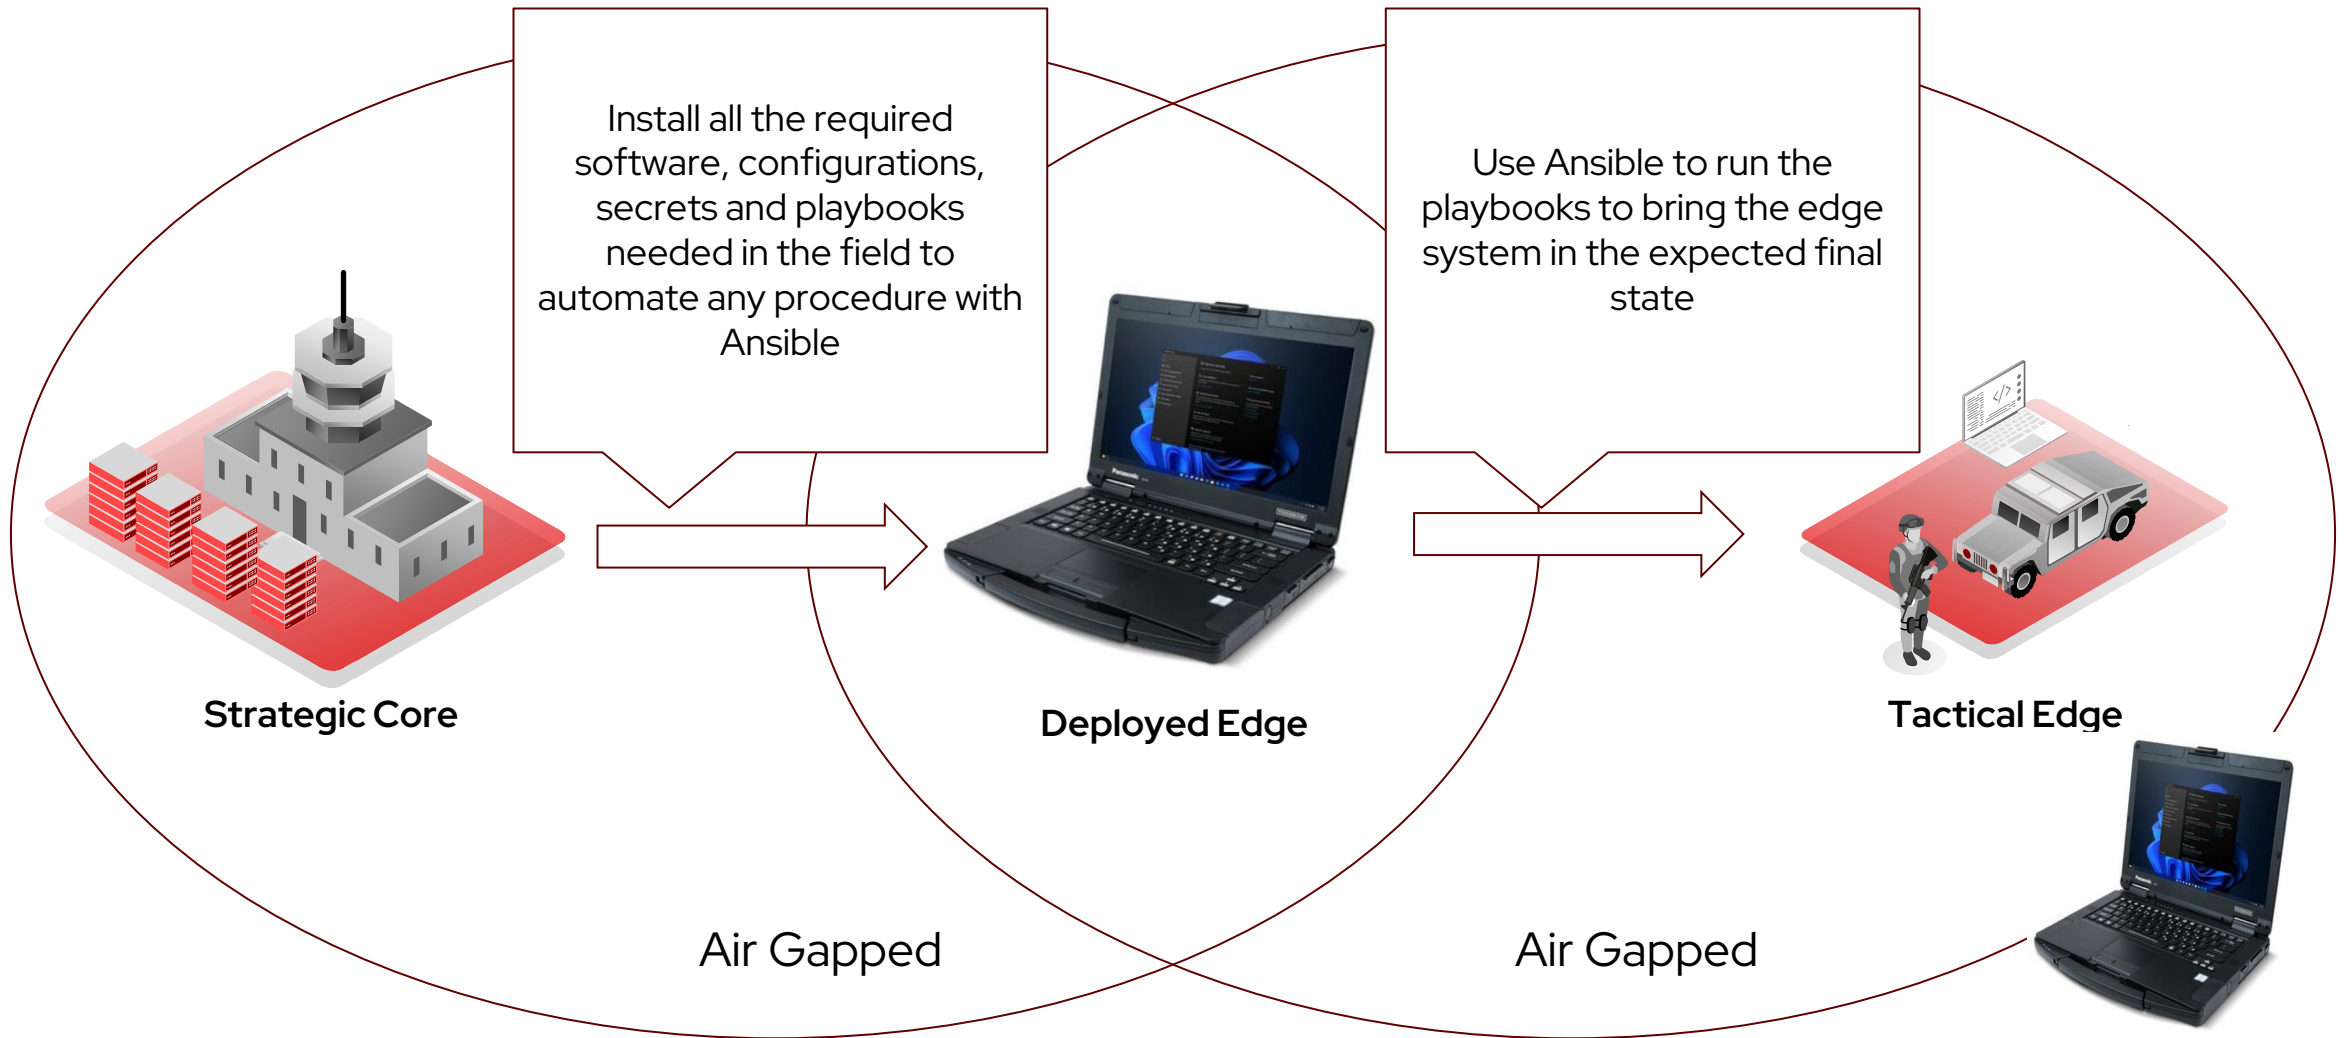 Install all the required
software, configurations,
secrets and playbooks
needed in the field to
automate any procedure with
Ansible
Use Ansible to run the
playbooks to bring the edge
system in the expected final
state
Panasonic
Strategic Core
Deployed Edge
Tactical Edge
Panasonic
Air Gapped
Air Gapped